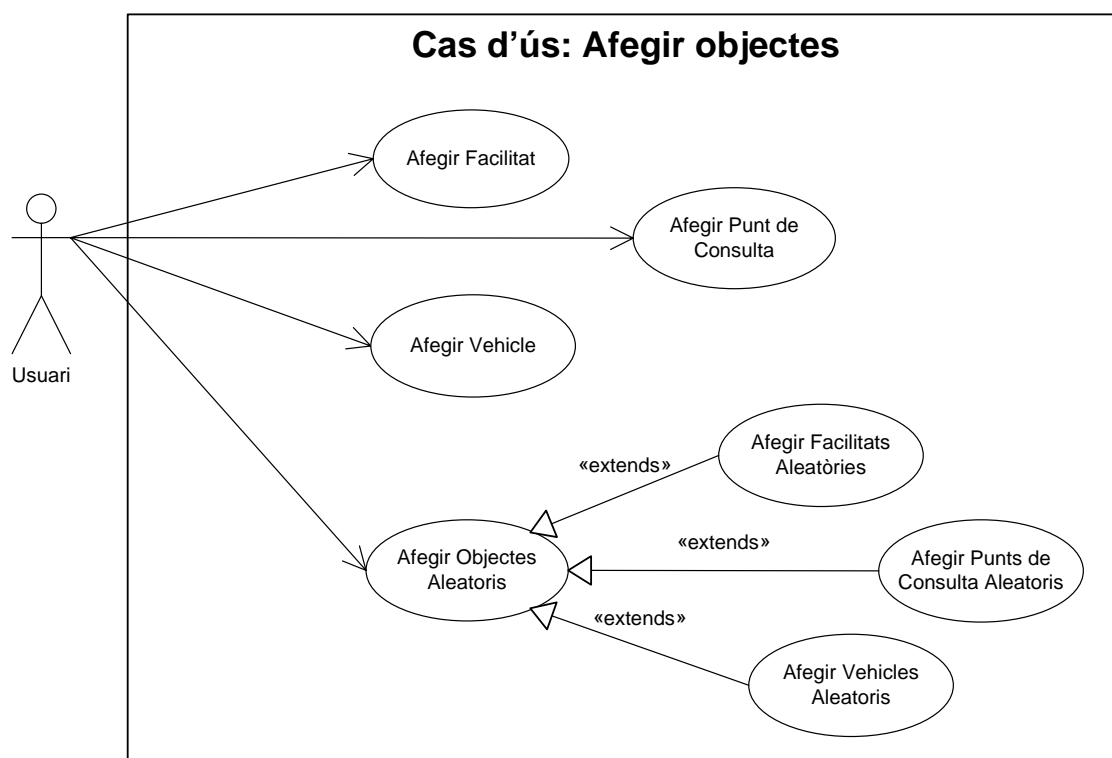 Cas d'ús: Afegir objectes
Afegir Facilitat
Afegir Punt de
Consulta
Afegir Vehicle
Usuari
Afegir Facilitats
Aleatòries
«extends»
Afegir Objectes
Aleatoris
«extends»
Afegir Punts de
Consulta Aleatoris
«extends»
Afegir Vehicles
Aleatoris